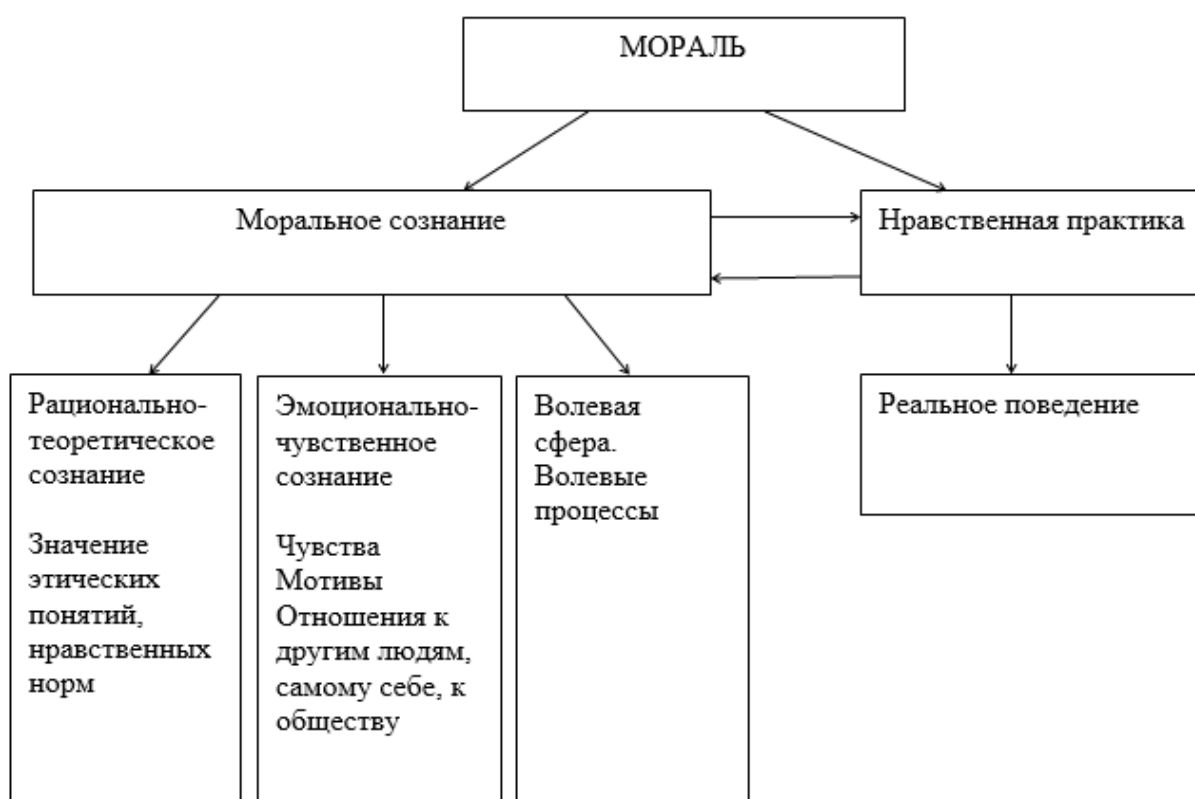 МОРАЛЬ
Моральное сознание
Нравственная практика
Рационально-
теоретическое
сознание
Значение
этических
понятий,
нравственных
норм
Эмоционально-
чувственное
сознание
Чувства
Мотивы
Отношения к
другим людям,
самому себе, к
обществу
Волевая
сфера.
Волевые
процессы
Реальное поведение